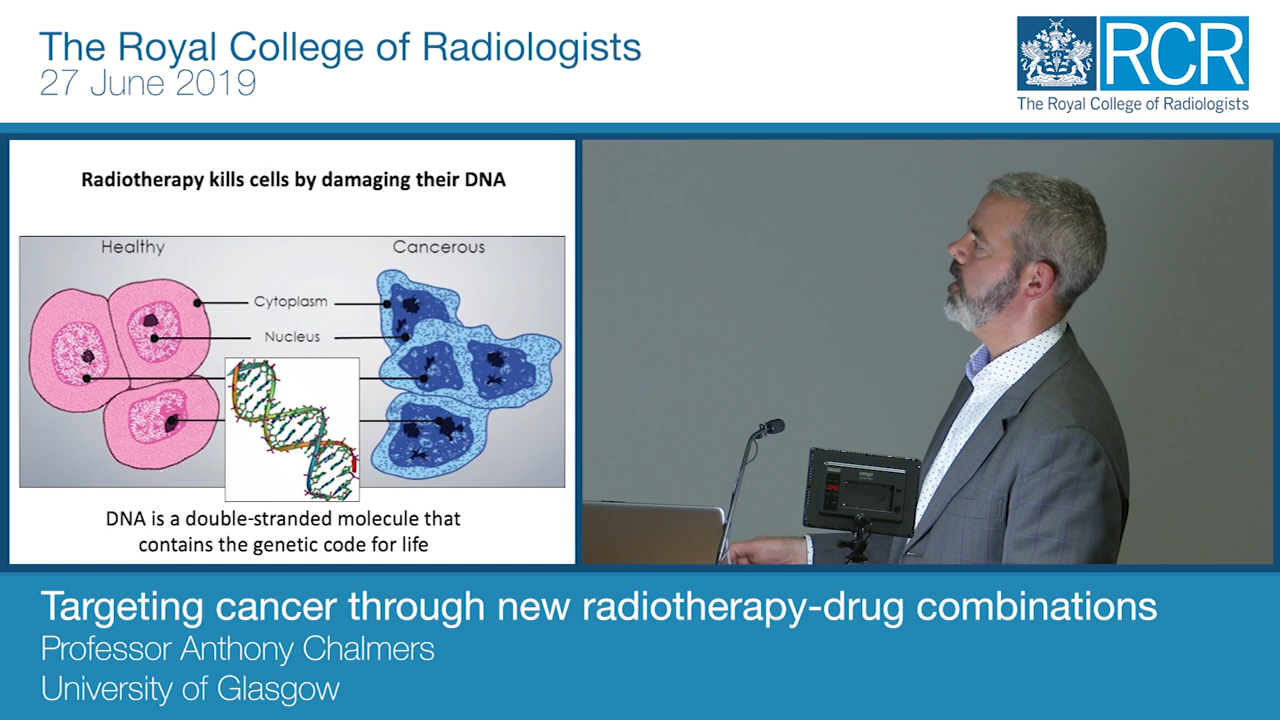 The Royal College of Radiologists
27 June 2019
RCR
The Royal College of Radiologists
Radiotherapy kills cells by damaging their DNA
Healthy
Cancerous
Cytoplasm
Nucleus
DNA is a double-stranded molecule that
contains the genetic code for life
Targeting cancer through new radiotherapy-drug combinations
Professor Anthony Chalmers
University of Glasgow